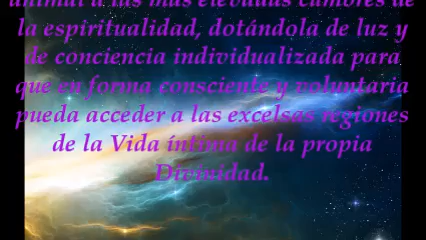 animal a las más elevadas cumbres de
la espiritualidad, dotándola de luz y
de conciencia individualizada para
que en forma consciente y voluntaria
pueda acceder a las excelsas regiones
de la Vida íntima de la propia
Divinidad.